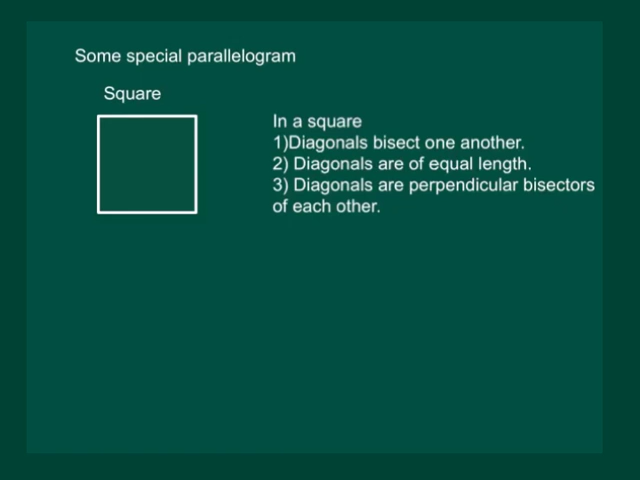 Some special parallelogram
Square
In a square
1)Diagonals bisect one another.
2) Diagonals are of equal length.
3) Diagonals are perpendicular bisectors
of each other.